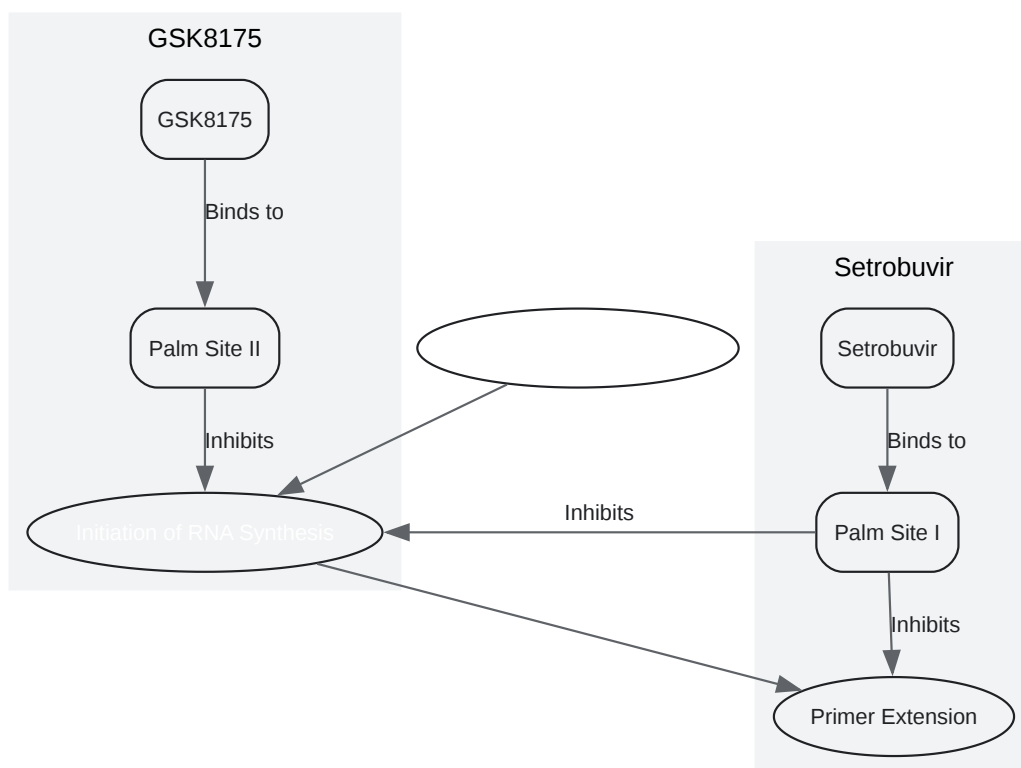 GSK8175
GSK8175
Binds to
Setrobuvir
Palm Site II
Setrobuvir
Inhibits
Binds to
Initiation of RNA Synthesis
Inhibits
Palm Site I
Inhibits
Primer Extension